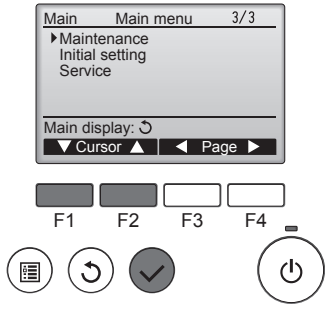 Main Main menu 3/3
Maintenance
Initial setting
Service
Main display:
Cursor Page
F1 F2 F3 F4